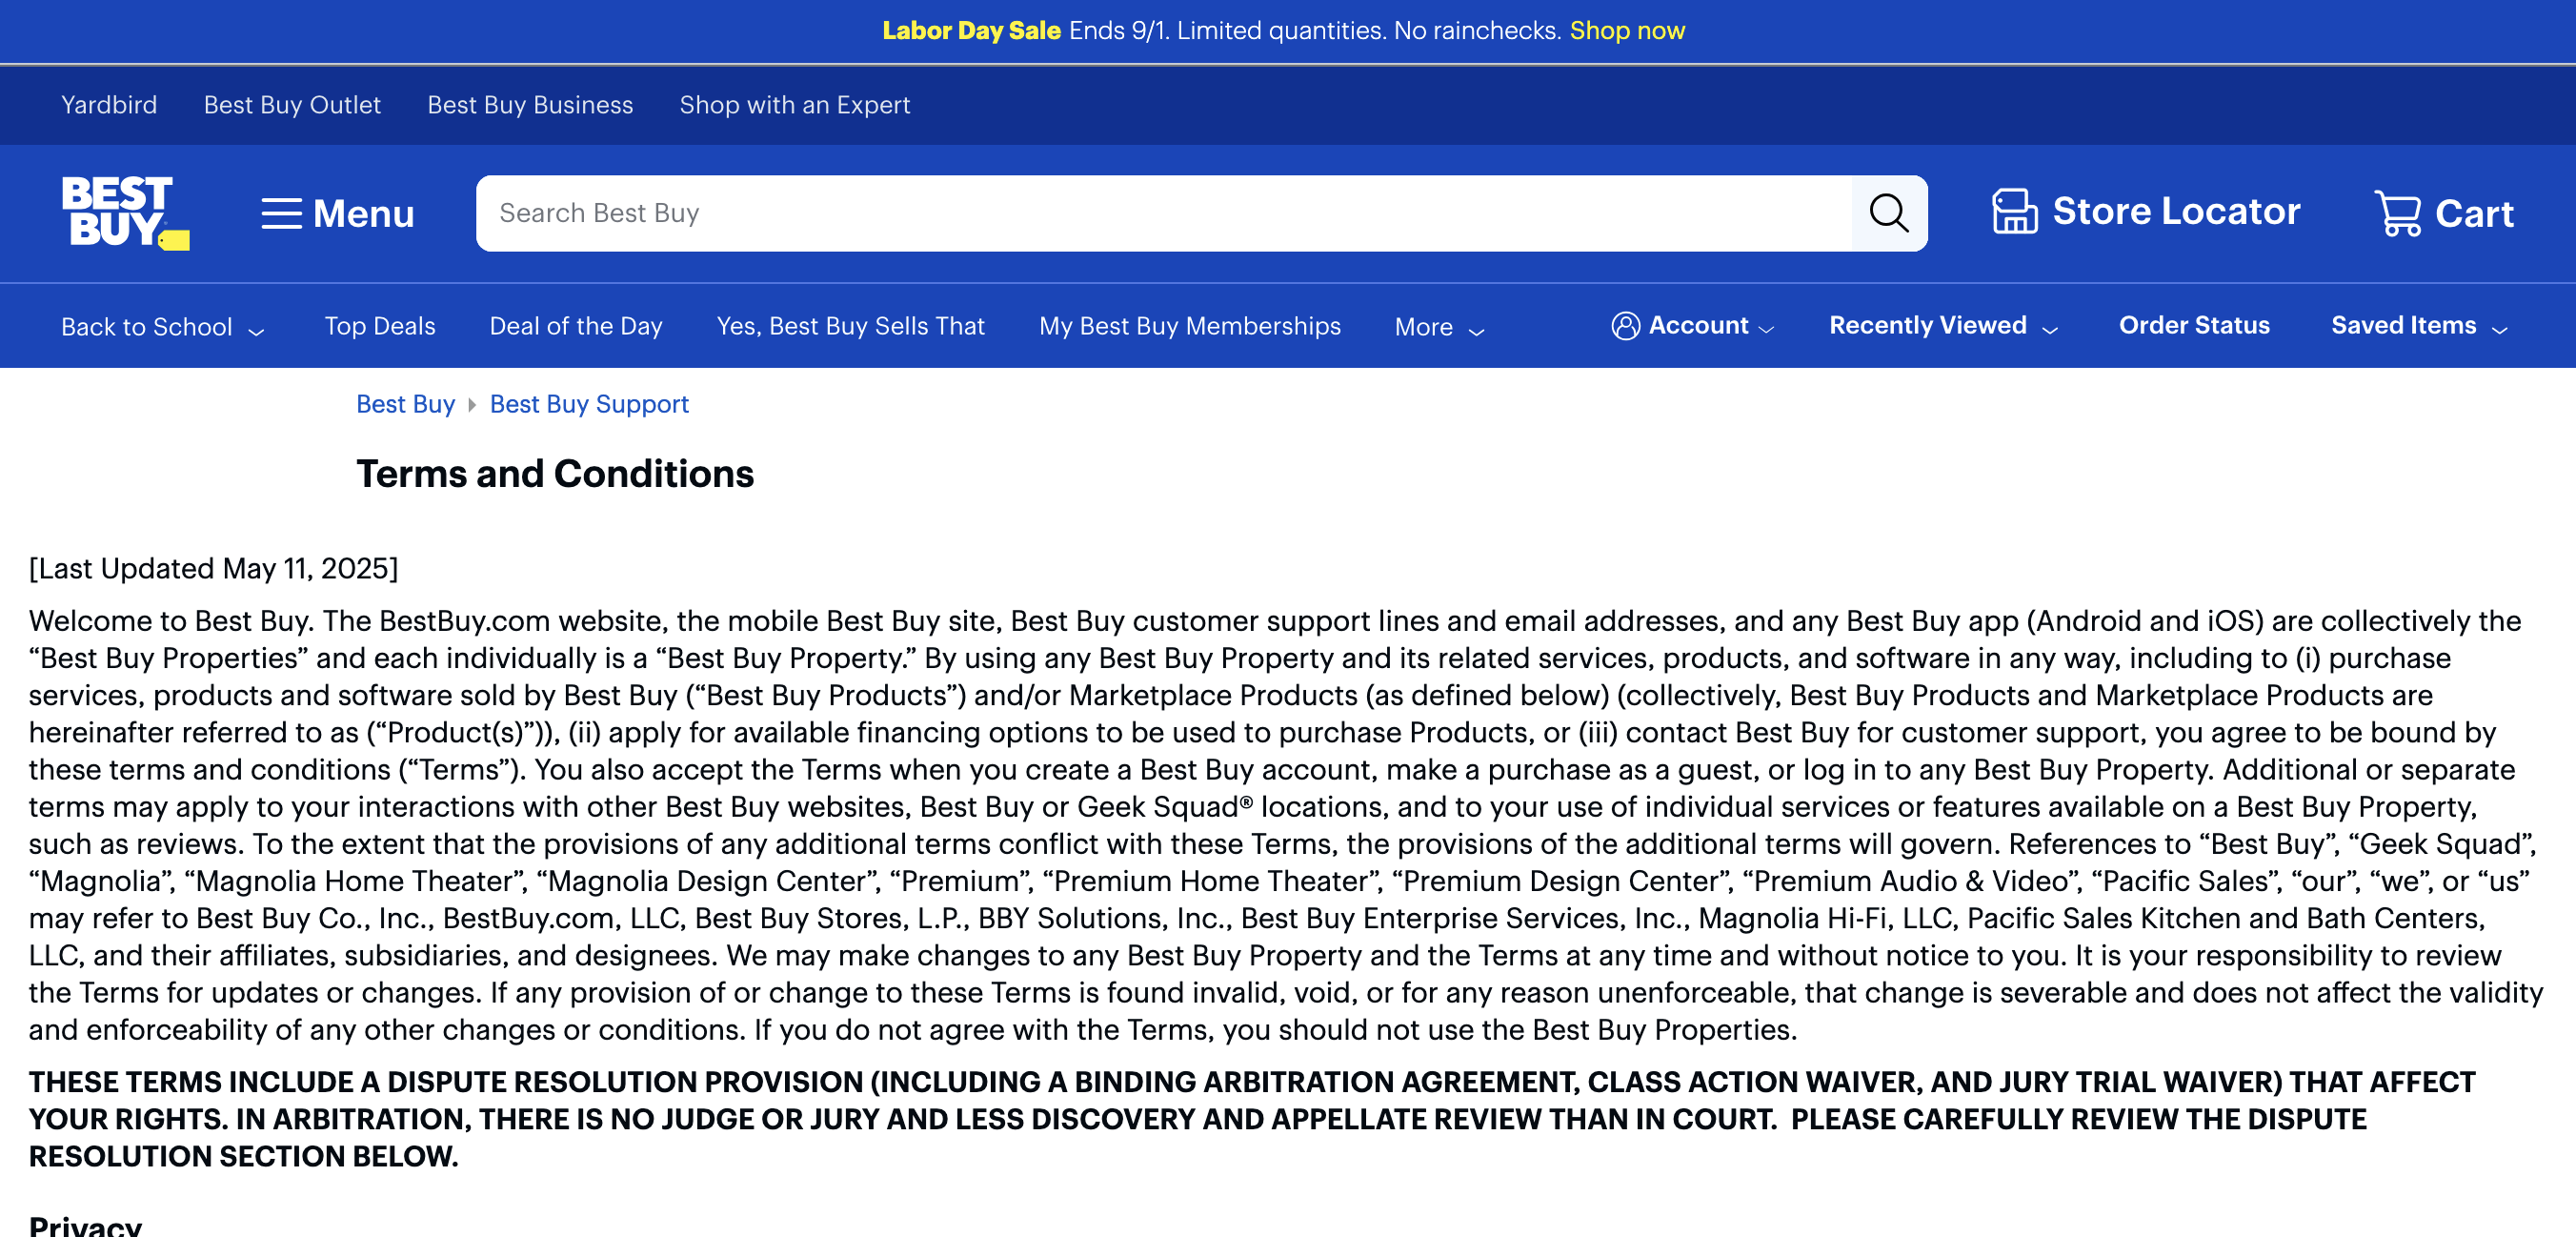 Labor Day Sale Ends 9/1. Limited quantities. No rainchecks. Shop now
Yardbird Best Buy Outlet Best Buy Business Shop with an Expert
BEST
BUY
Menu
Search Best Buy
Store Locator
Cart
Back to School Top Deals Deal of the Day Yes, Best Buy Sells That My Best Buy Memberships More Account Recently Viewed Order Status Saved Items
Best Buy Best Buy Support
Terms and Conditions
[Last Updated May 11, 2025]
Welcome to Best Buy. The BestBuy.com website, the mobile Best Buy site, Best Buy customer support lines and email addresses, and any Best Buy app (Android and iOS) are collectively the
“Best Buy Properties” and each individually is a “Best Buy Property.” By using any Best Buy Property and its related services, products, and software in any way, including to (i) purchase
services, products and software sold by Best Buy (“Best Buy Products”) and/or Marketplace Products (as defined below) (collectively, Best Buy Products and Marketplace Products are
hereinafter referred to as (“Product(s)”)), (ii) apply for available financing options to be used to purchase Products, or (iii) contact Best Buy for customer support, you agree to be bound by
these terms and conditions (“Terms”). You also accept the Terms when you create a Best Buy account, make a purchase as a guest, or log in to any Best Buy Property. Additional or separate
terms may apply to your interactions with other Best Buy websites, Best Buy or Geek Squad® locations, and to your use of individual services or features available on a Best Buy Property,
such as reviews. To the extent that the provisions of any additional terms conflict with these Terms, the provisions of the additional terms will govern. References to “Best Buy”, “Geek Squad”,
“Magnolia”, “Magnolia Home Theater”, “Magnolia Design Center”, “Premium”, “Premium Home Theater”, “Premium Design Center”, “Premium Audio & Video”, “Pacific Sales”, “our”, “we”, or “us”
may refer to Best Buy Co., Inc., BestBuy.com, LLC, Best Buy Stores, L.P., BBY Solutions, Inc., Best Buy Enterprise Services, Inc., Magnolia Hi-Fi, LLC, Pacific Sales Kitchen and Bath Centers,
LLC, and their affiliates, subsidiaries, and designees. We may make changes to any Best Buy Property and the Terms at any time and without notice to you. It is your responsibility to review
the Terms for updates or changes. If any provision of or change to these Terms is found invalid, void, or for any reason unenforceable, that change is severable and does not affect the validity
and enforceability of any other changes or conditions. If you do not agree with the Terms, you should not use the Best Buy Properties.
THESE TERMS INCLUDE A DISPUTE RESOLUTION PROVISION (INCLUDING A BINDING ARBITRATION AGREEMENT, CLASS ACTION WAIVER, AND JURY TRIAL WAIVER) THAT AFFECT
YOUR RIGHTS. IN ARBITRATION, THERE IS NO JUDGE OR JURY AND LESS DISCOVERY AND APPELLATE REVIEW THAN IN COURT. PLEASE CAREFULLY REVIEW THE DISPUTE
RESOLUTION SECTION BELOW.
Privacy